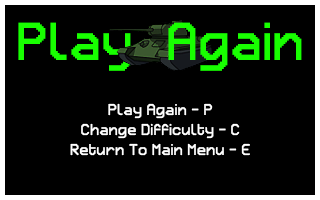 Play Again
Play Again - P
Change Difficulty - C
Return To Main Menu - E